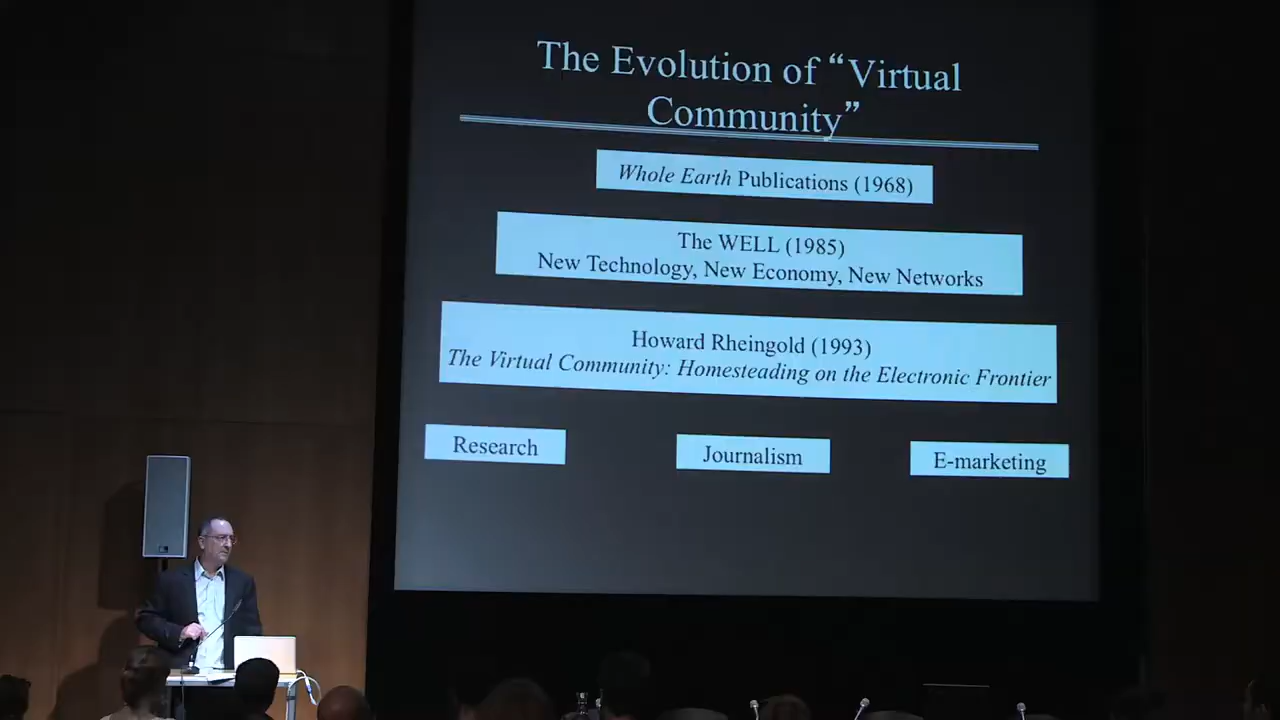 The Evolution of “Virtual
Community”
Whole Earth Publications (1968)
The WELL (1985)
New Technology, New Economy, New Networks
Howard Rheingold (1993)
The Virtual Community: Homesteading on the Electronic Frontier
Research
Journalism
E-marketing